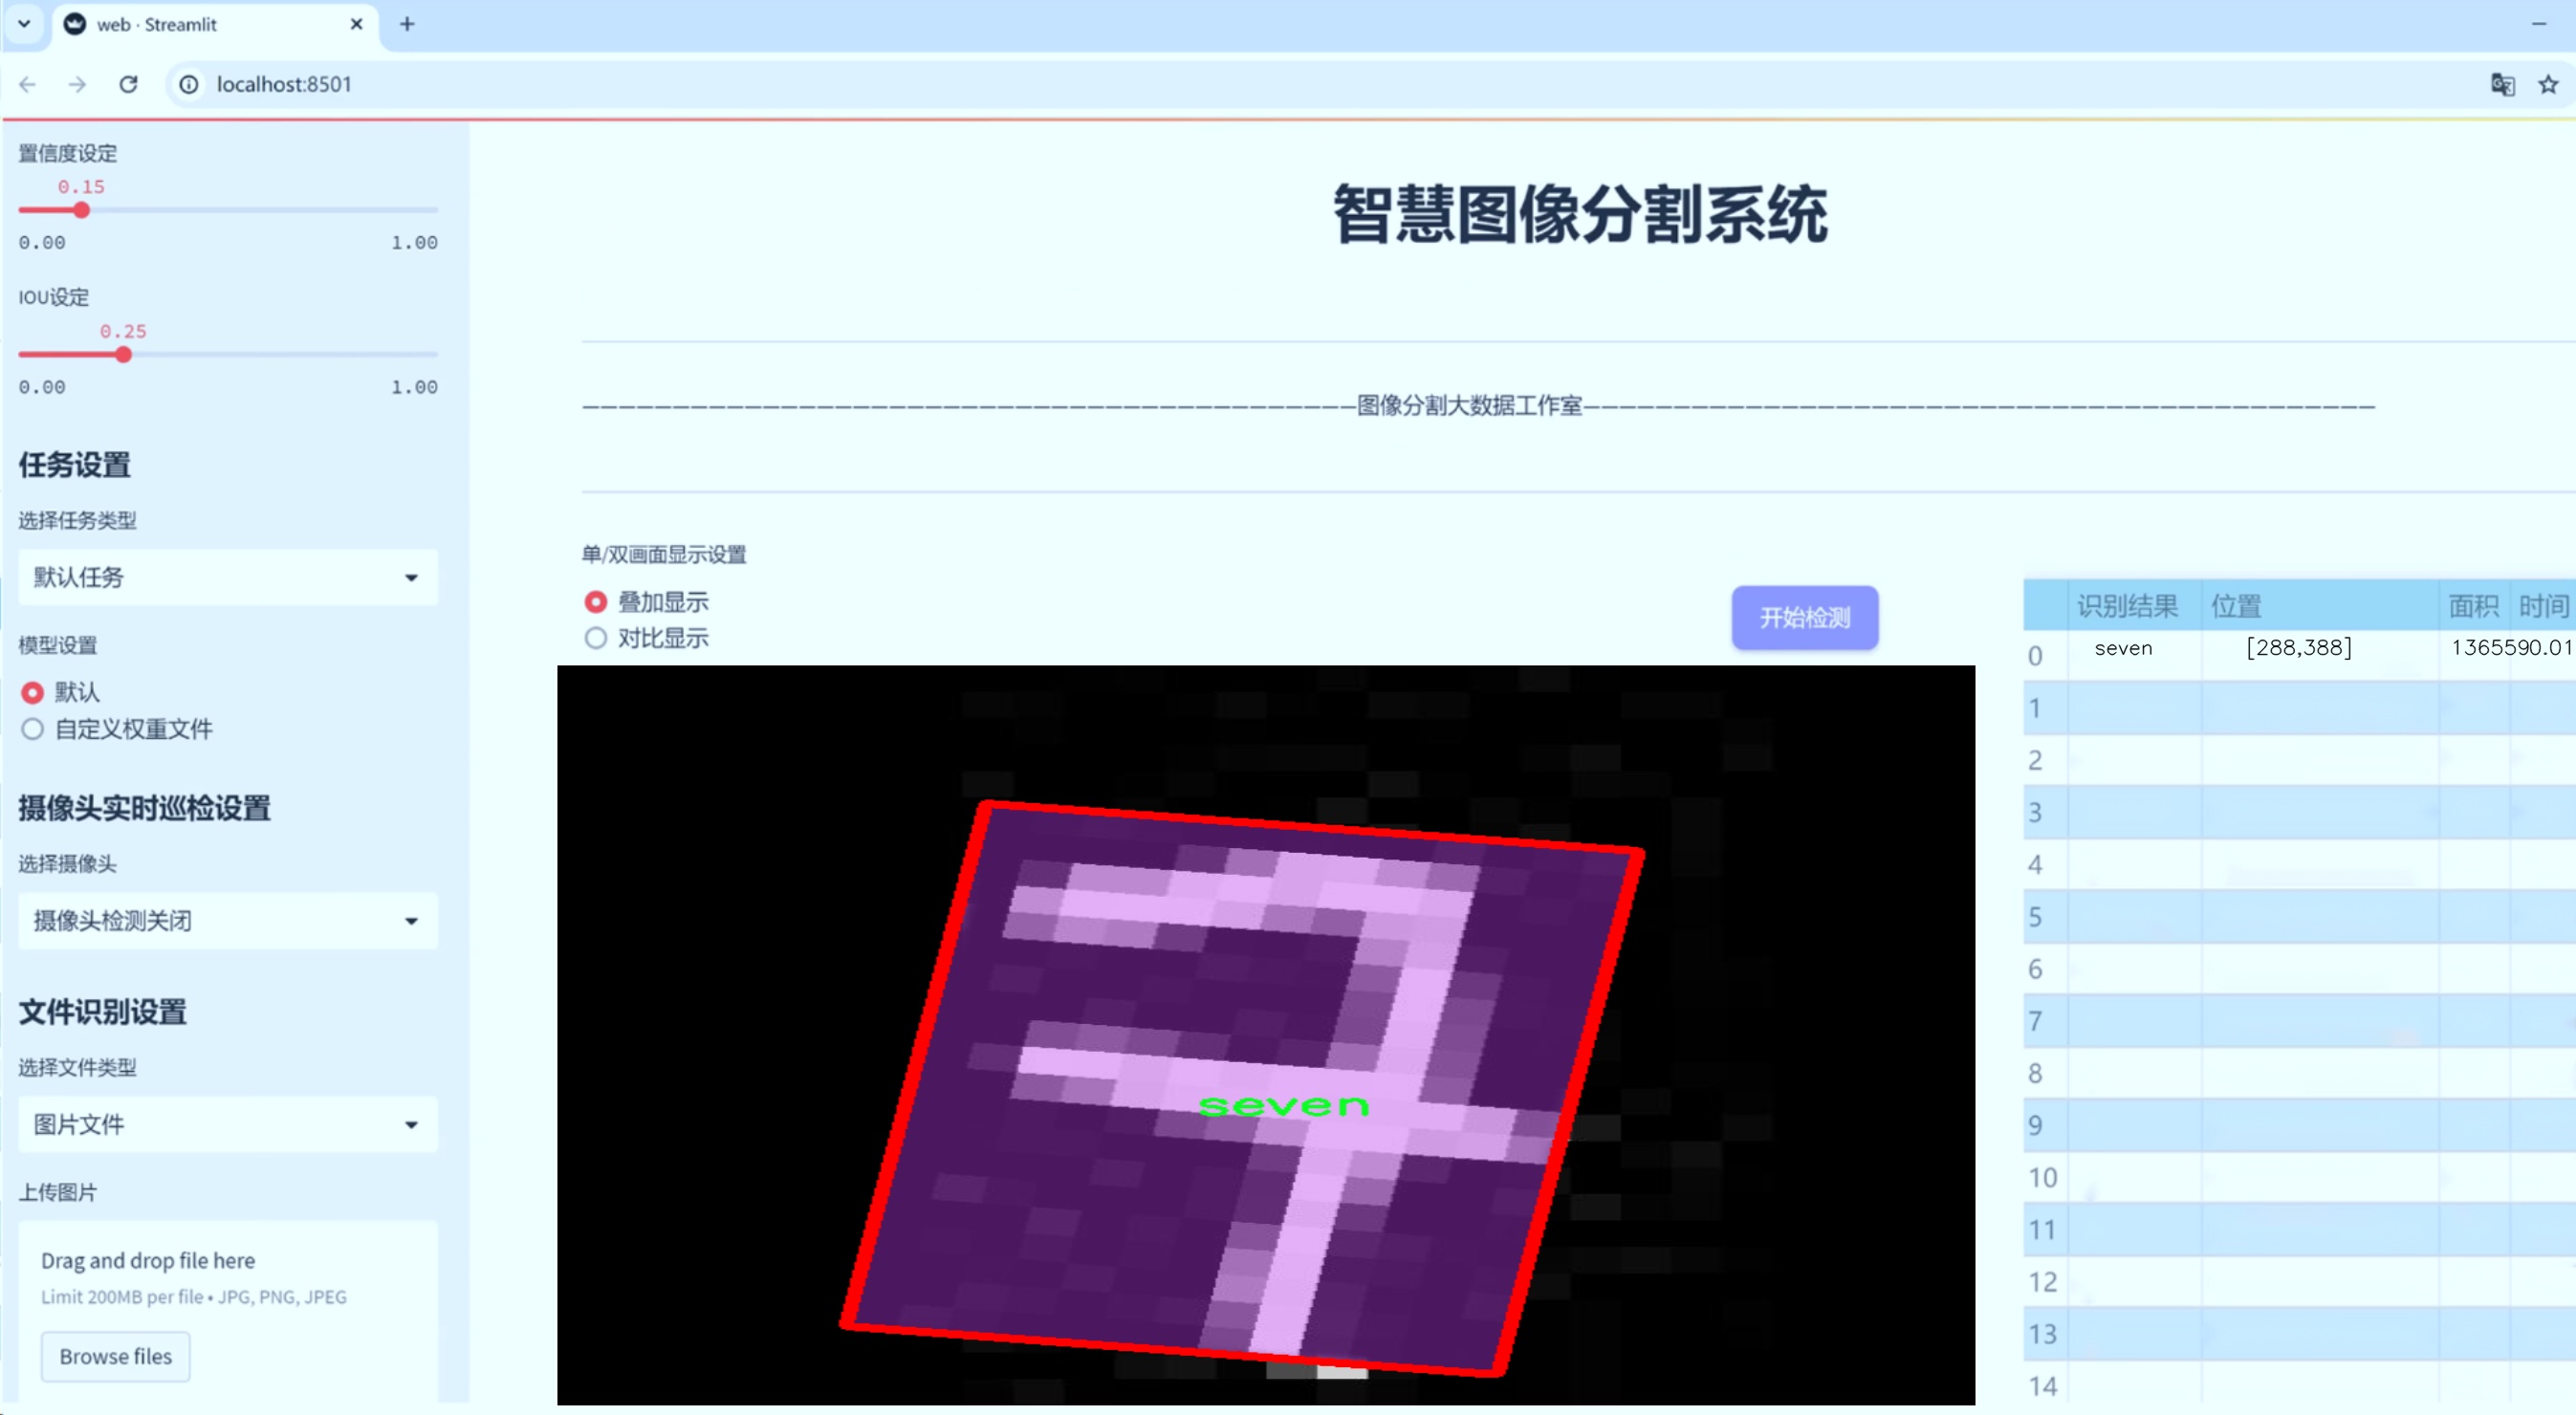 web · Streamlit
localhost:8501
置信度设定
0.15
0.00 1.00
IOU设定
0.25
0.00 1.00
任务设置
选择任务类型
默认任务
模型设置
默认
自定义权重文件
摄像头实时巡检设置
选择摄像头
摄像头检测关闭
文件识别设置
选择文件类型
图片文件
上传图片
Drag and drop file here
Limit 200MB per file • JPG, PNG, JPEG
Browse files
智慧图像分割系统
———————————————————————————————————————————图像分割大数据工作室————————————————————————————————————————————
单/双画面显示设置
叠加显示
对比显示
开始检测
seven
识别结果 位置 面积 时间
0 seven [288,388] 1365590.01
1
2
3
4
5
6
7
8
9
10
11
12
13
14